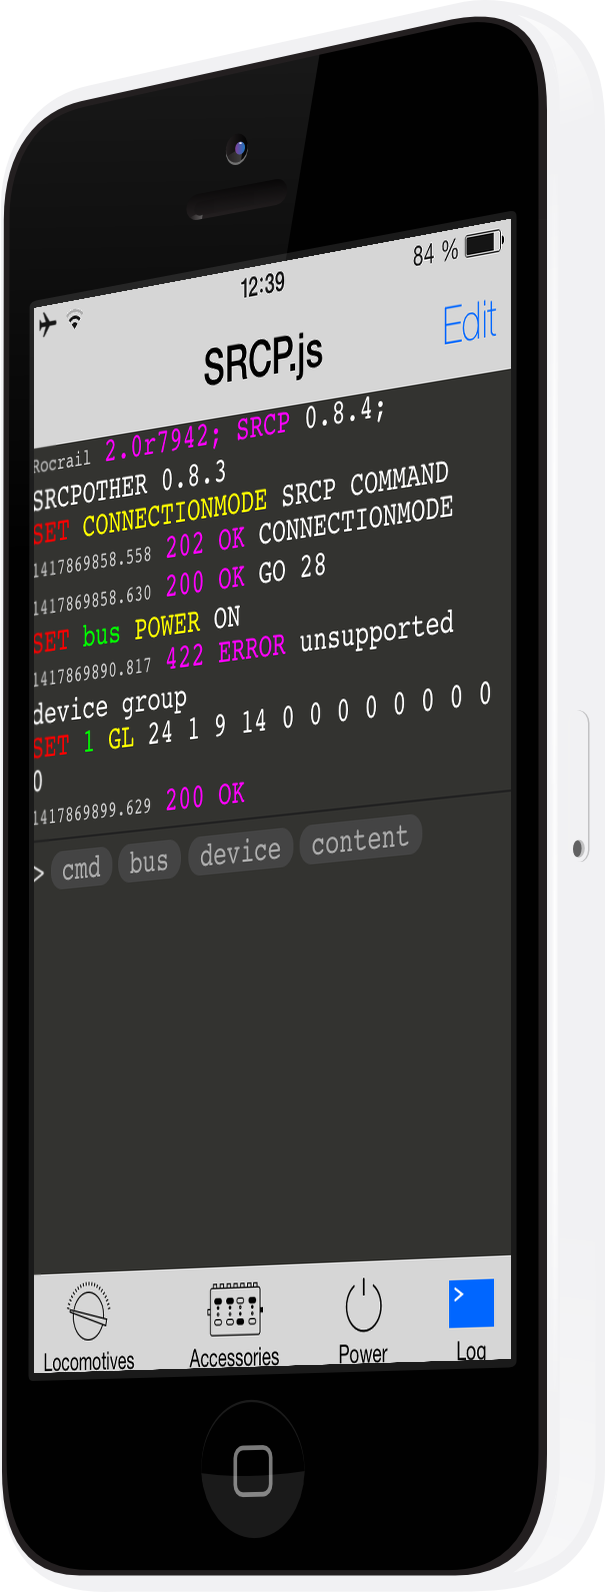 12:39
84 %
SRCP.js
Edit
Rocrail 2.0r7942; SRCP 0.8.4;
SRCPOTHER 0.8.3
SET CONNECTIONMODE SRCP COMMAND
1417869858.558 202 OK CONNECTIONMODE
1417869858.630 200 OK GO 28
SET bus POWER ON
1417869890.817 422 ERROR unsupported
device group
SET 1 GL 24 1 9 14 0 0 0 0 0 0 0 0
0
1417869899.629 200 OK
> cmd bus device content
Locomotives
Accessories
Power
Log